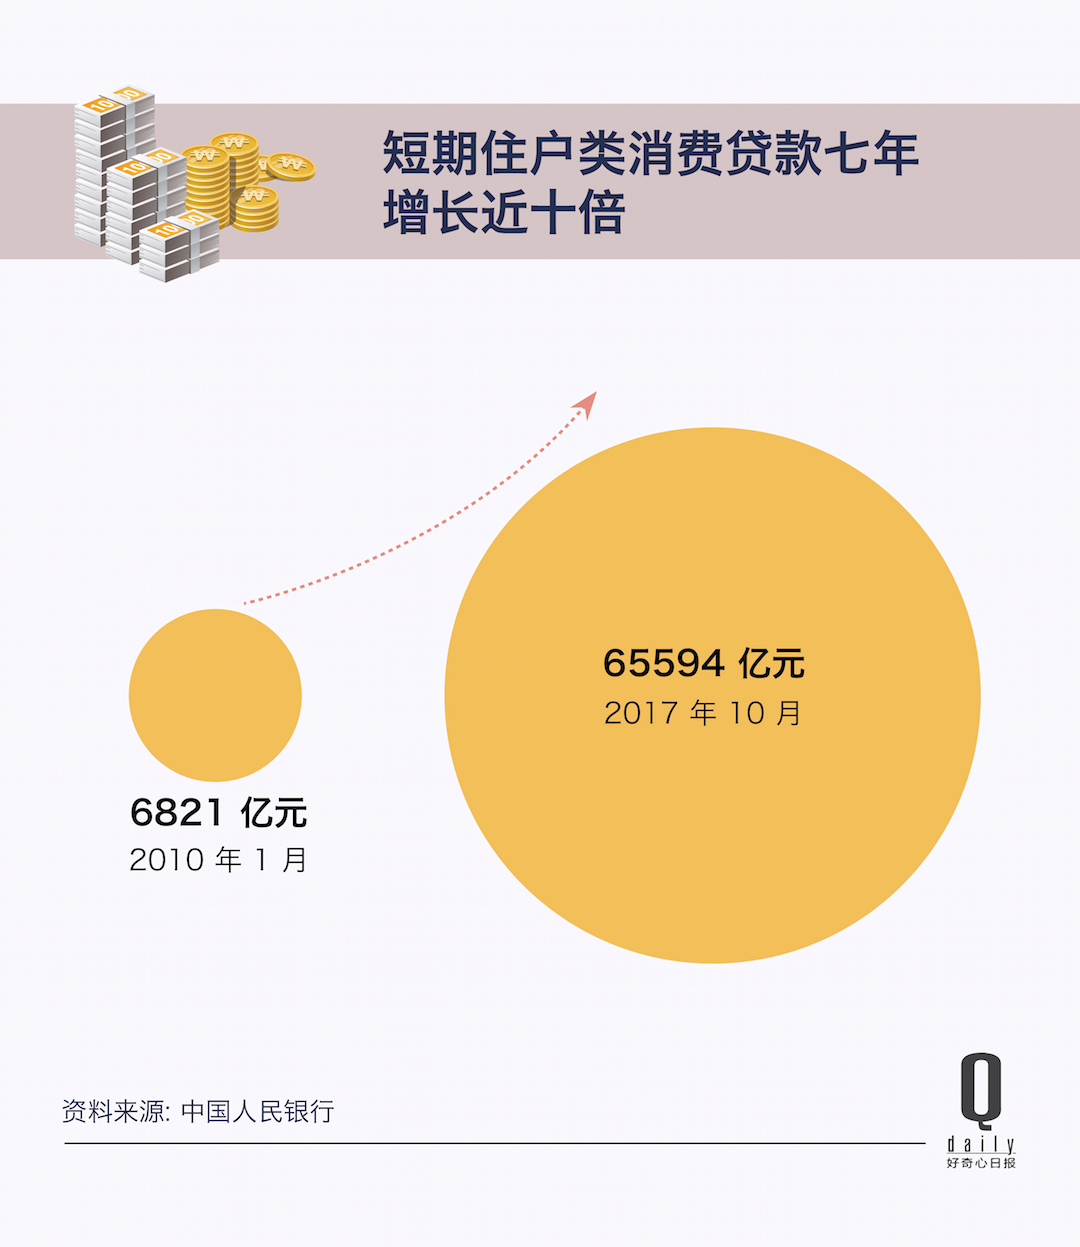 短期住户类消费贷款七年
增长近十倍
65594 亿元
2017 年 10 月
6821 亿元
2010 年 1 月
资料来源: 中国人民银行
Q
daily
好奇心日报